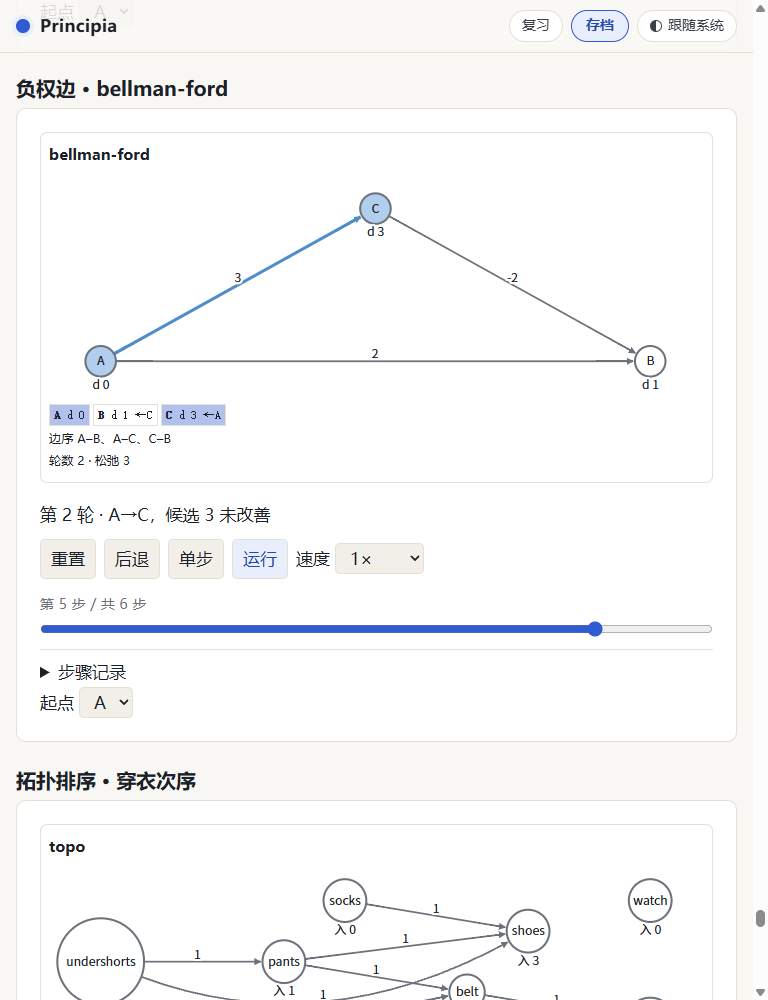 起点 A
Principia 复习 存档 跟随系统
负权边 • bellman-ford
bellman-ford
C
d 3
3
-2
A
2
B
d 0
d 1
A d 0 B d 1 ←C C d 3 ←A
边序 A–B、A–C、C–B
轮数 2 · 松弛 3
第 2 轮 · A→C，候选 3 未改善
重置 后退 单步 运行 速度 1×
第 5 步 / 共 6 步
步骤记录
起点 A
拓扑排序 • 穿衣次序
topo
socks
1
watch
入 0
shoes
入 0
undershorts
1
pants
1
入 3
入 1
1
belt
1
1